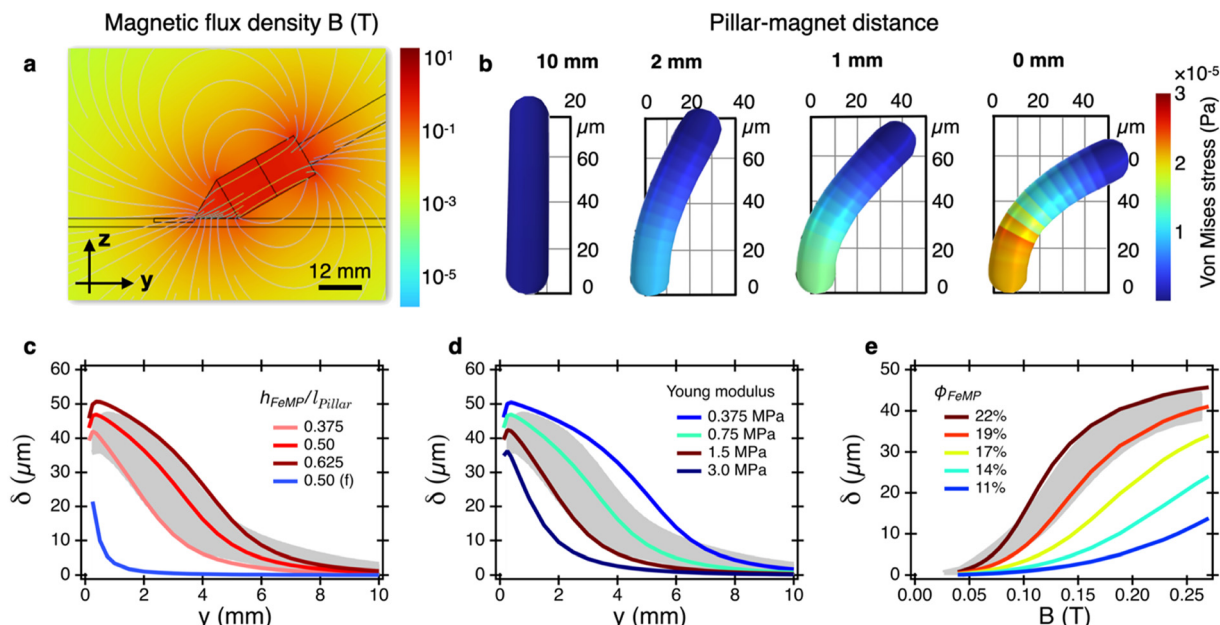 Magnetic flux density B (T)
Pillar-magnet distance
a
10¹
10⁻¹
10⁻³
10⁻⁵
z
y
12 mm
b
10 mm
2 mm
1 mm
0 mm
20
µm
0 20 40
µm
60
40
20
0
0 20 40
µm
60
40
20
0
0 20 40
µm
40
20
0
×10⁻⁵
3
2
1
Von Mises stress (Pa)
c
60
50
40
30
20
10
0
δ (µm)
0 2 4 6 8 10
y (mm)
h_FeMP/l_Pillar
0.375
0.50
0.625
0.50 (f)
d
60
50
40
30
20
10
0
δ (µm)
0 2 4 6 8 10
y (mm)
Young modulus
0.375 MPa
0.75 MPa
1.5 MPa
3.0 MPa
e
50
40
30
20
10
0
δ (µm)
0.00 0.05 0.10 0.15 0.20 0.25
B (T)
ϕ_FeMP
22%
19%
17%
14%
11%